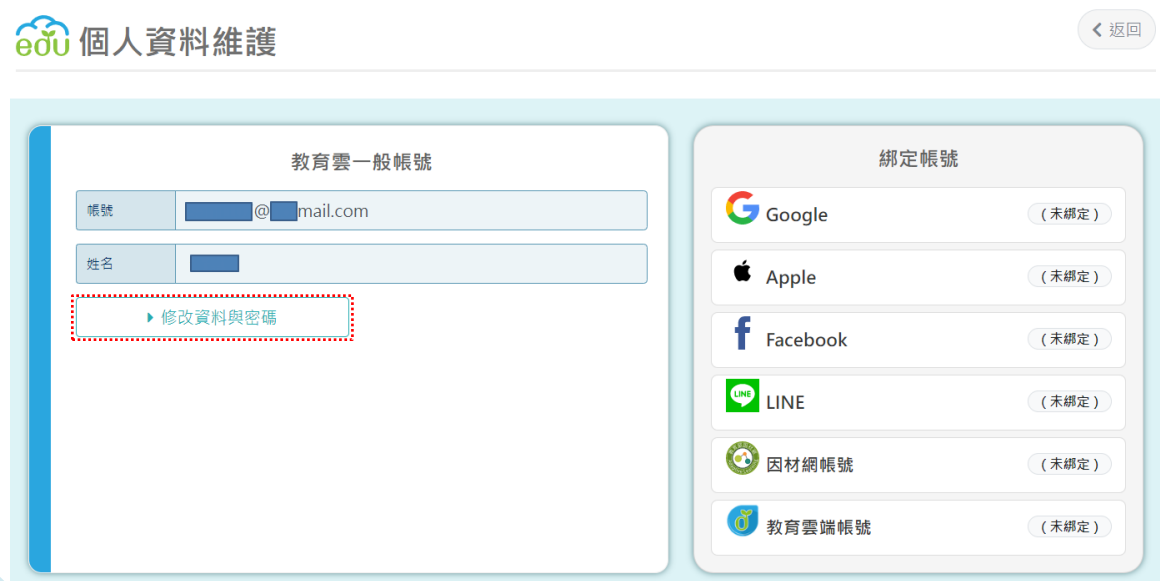 edu 個人資料維護
返回
教育雲一般帳號
帳號
@ mail.com
姓名
修改資料與密碼
綁定帳號
Google (未綁定)
Apple (未綁定)
Facebook (未綁定)
LINE LINE (未綁定)
因材網帳號 (未綁定)
教育雲端帳號 (未綁定)